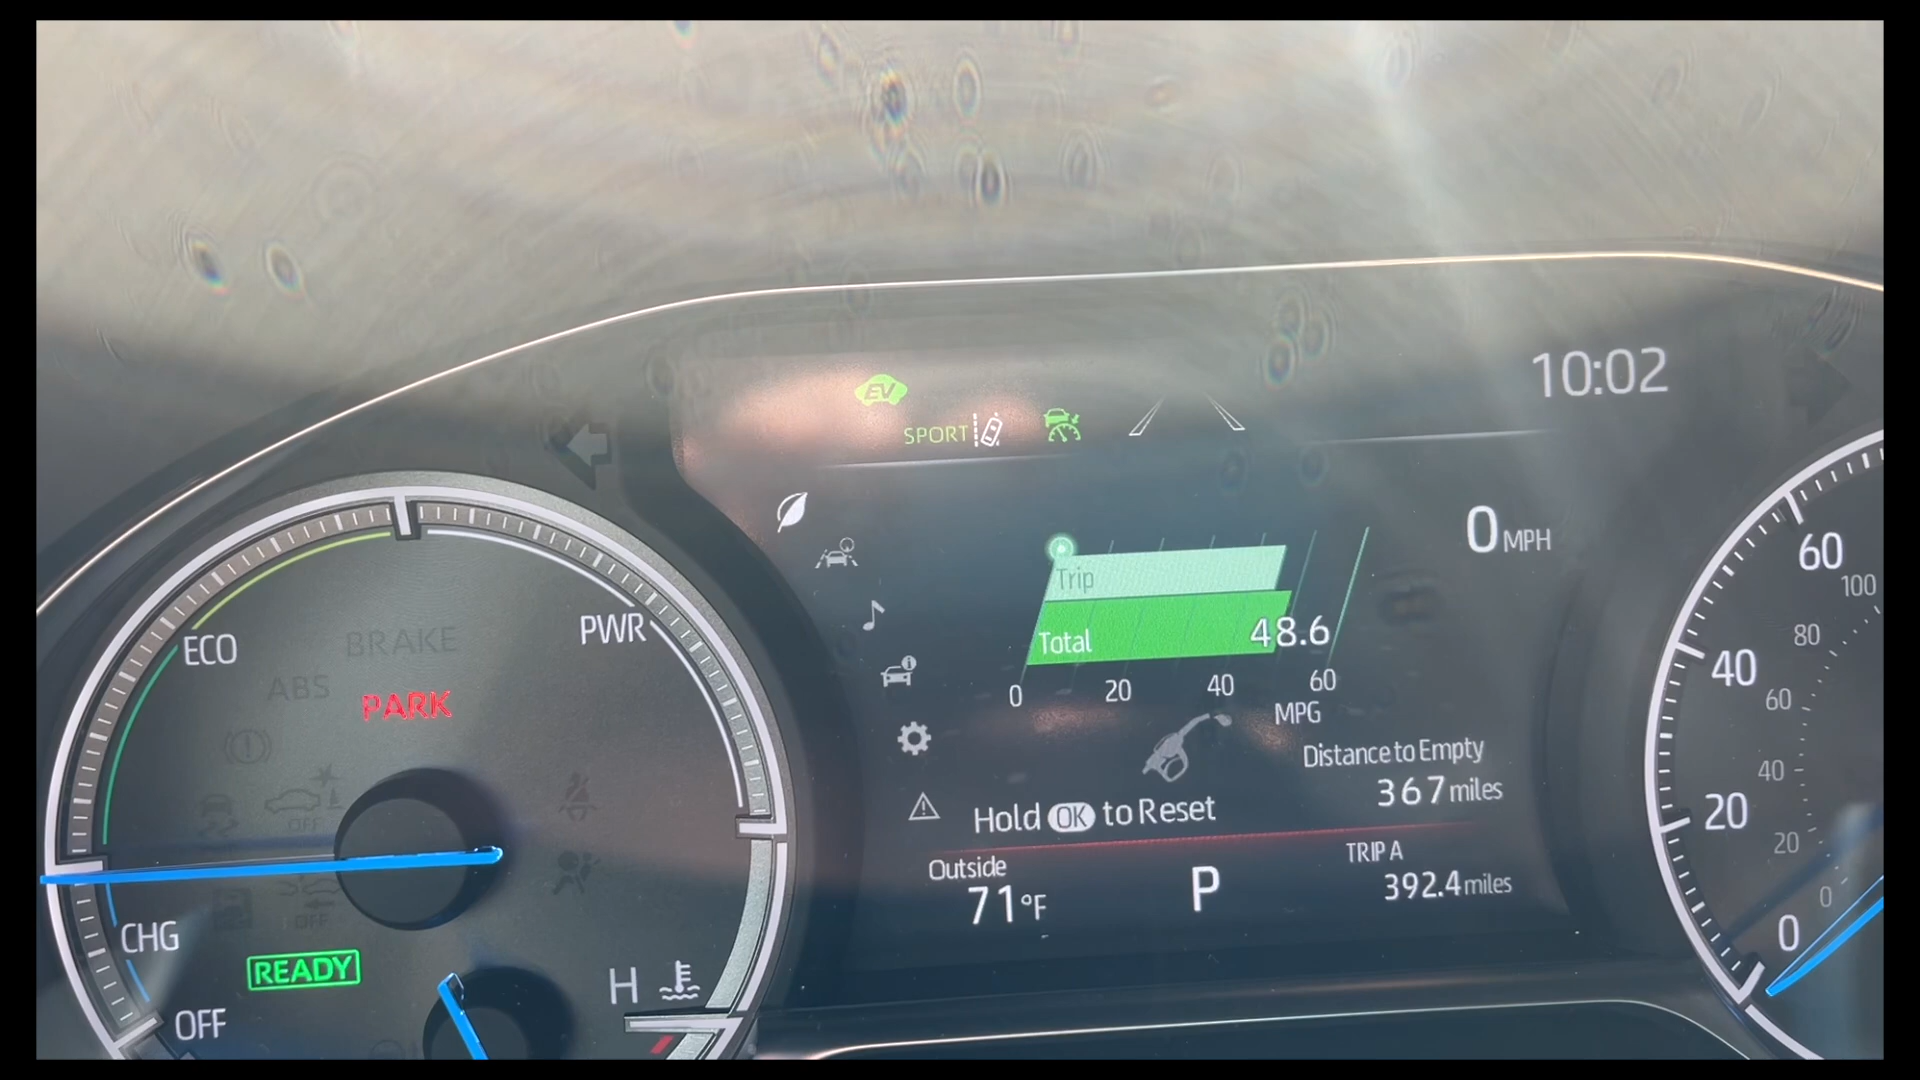 10:02
EV
SPORT
0 MPH
Trip
Total 48.6
0 20 40 60
MPG
Distance to Empty
367 miles
Hold OK to Reset
Outside
71°F
P
TRIP A
392.4 miles
ECO
PWR
BRAKE
ABS
PARK
OFF
OFF
CHG
READY
OFF
H
60
100
80
40
60
40
20
20
0
0